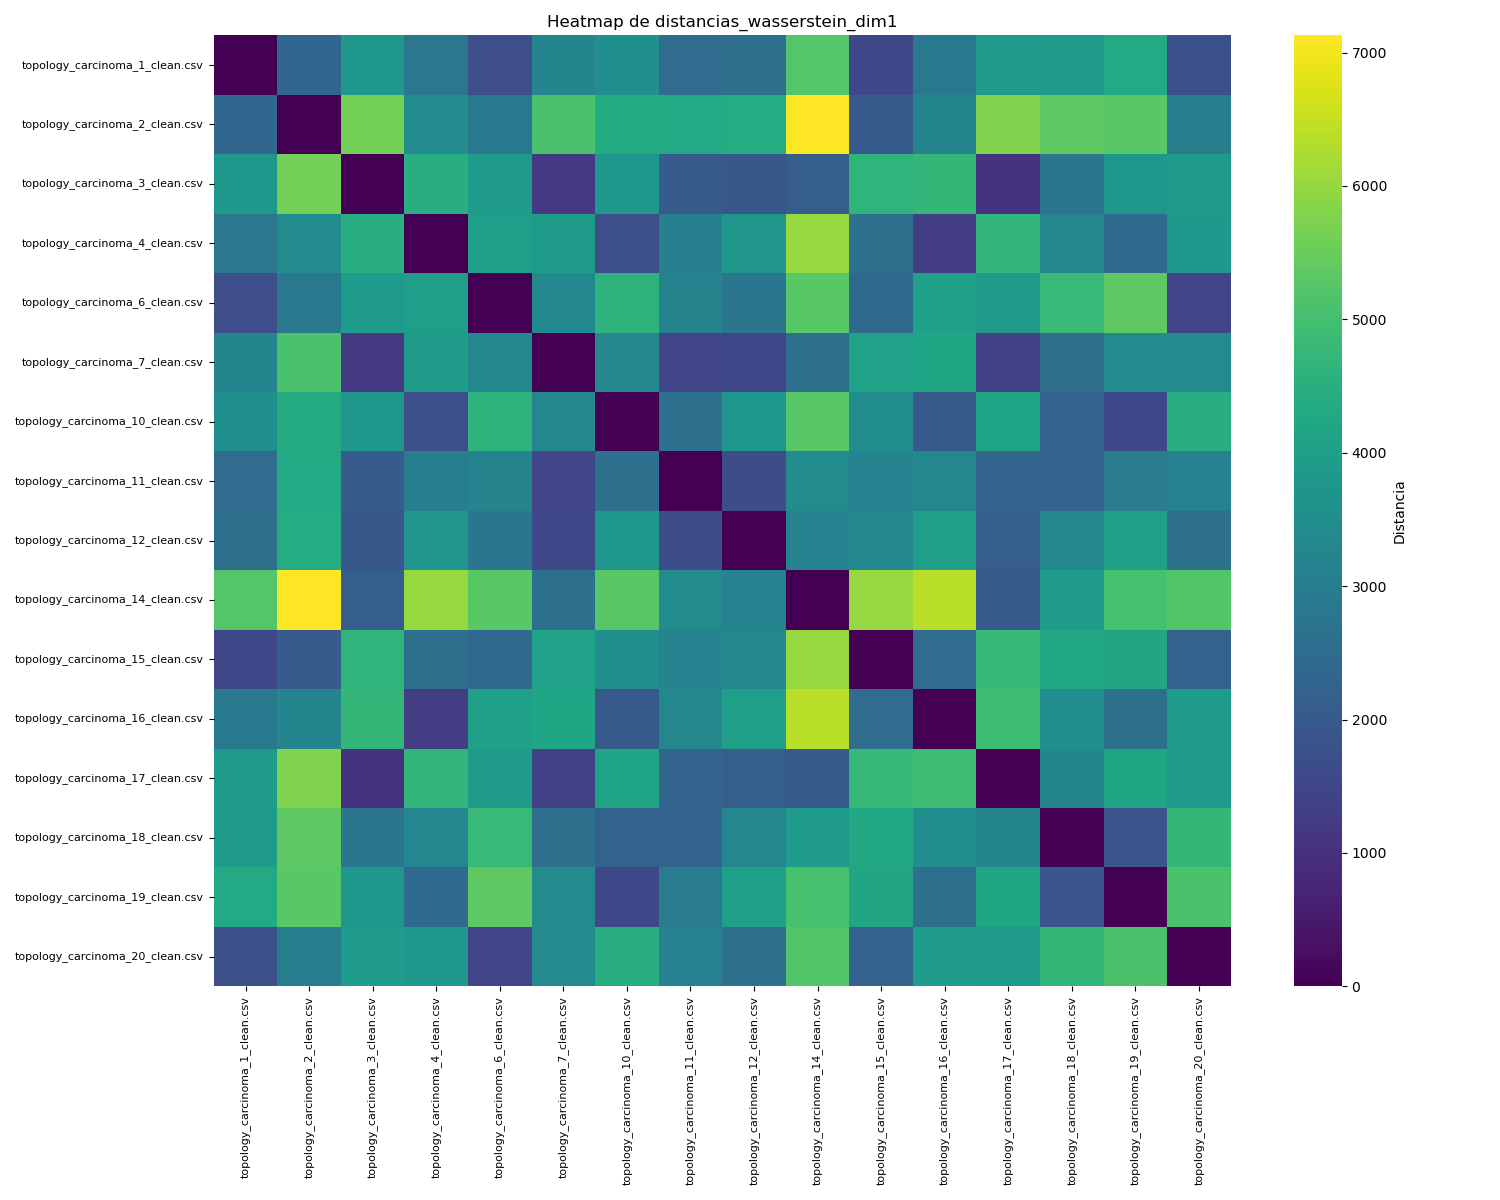 Heatmap de distancias_wasserstein_dim1
topology_carcinoma_1_clean.csv
topology_carcinoma_2_clean.csv
topology_carcinoma_3_clean.csv
topology_carcinoma_4_clean.csv
topology_carcinoma_6_clean.csv
topology_carcinoma_7_clean.csv
topology_carcinoma_10_clean.csv
topology_carcinoma_11_clean.csv
topology_carcinoma_12_clean.csv
topology_carcinoma_14_clean.csv
topology_carcinoma_15_clean.csv
topology_carcinoma_16_clean.csv
topology_carcinoma_17_clean.csv
topology_carcinoma_18_clean.csv
topology_carcinoma_19_clean.csv
topology_carcinoma_20_clean.csv
topology_carcinoma_1_clean.csv
topology_carcinoma_2_clean.csv
topology_carcinoma_3_clean.csv
topology_carcinoma_4_clean.csv
topology_carcinoma_6_clean.csv
topology_carcinoma_7_clean.csv
topology_carcinoma_10_clean.csv
topology_carcinoma_11_clean.csv
topology_carcinoma_12_clean.csv
topology_carcinoma_14_clean.csv
topology_carcinoma_15_clean.csv
topology_carcinoma_16_clean.csv
topology_carcinoma_17_clean.csv
topology_carcinoma_18_clean.csv
topology_carcinoma_19_clean.csv
topology_carcinoma_20_clean.csv
7000
6000
5000
4000
3000
2000
1000
0
Distancia